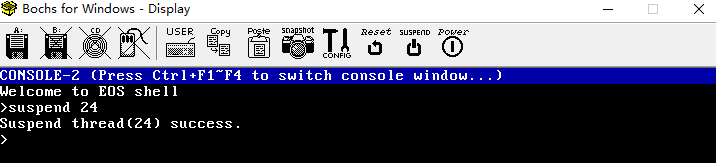 Bochs for Windows - Display
A: B: CD USER Copy Paste snapshot CONFIG Reset SUSPEND Power
CONSOLE-2 (Press Ctrl+F1~F4 to switch console window...)
Welcome to EOS shell
>suspend 24
Suspend thread(24) success.
>